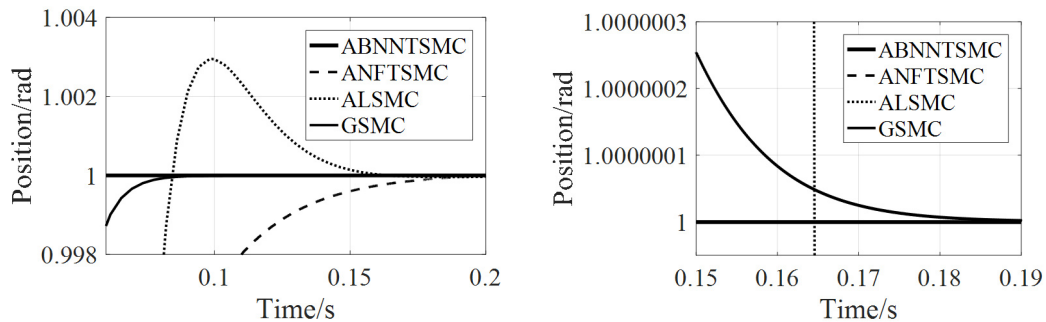 1.004
1.002
1
0.998
Position/rad
ABNNTSMC
ANFTSMC
ALSMC
GSMC
0.1
0.15
0.2
Time/s
1.0000003
1.0000002
1.0000001
1
Position/rad
ABNNTSMC
ANFTSMC
ALSMC
GSMC
0.15
0.16
0.17
0.18
0.19
Time/s